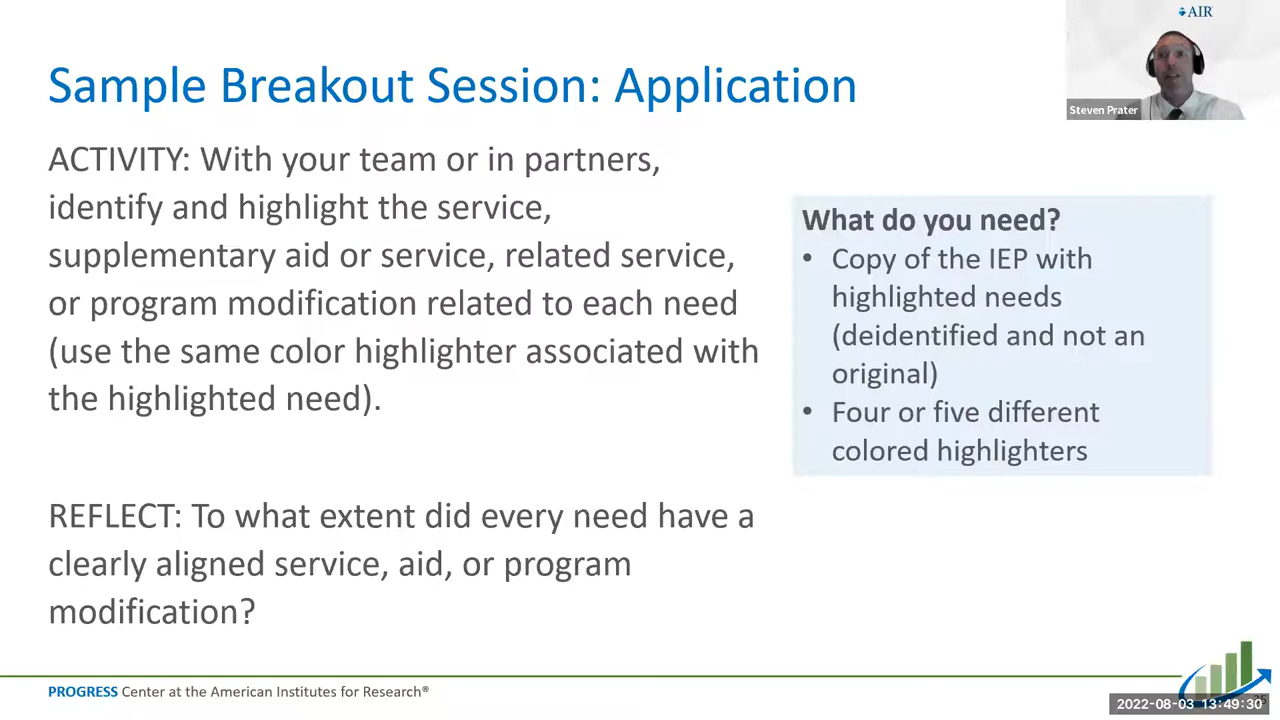 AIR
Steven Prater
Sample Breakout Session: Application
ACTIVITY: With your team or in partners,
identify and highlight the service,
supplementary aid or service, related service,
or program modification related to each need
(use the same color highlighter associated with
the highlighted need).
REFLECT: To what extent did every need have a
clearly aligned service, aid, or program
modification?
What do you need?
• Copy of the IEP with
highlighted needs
(deidentified and not an
original)
• Four or five different
colored highlighters
PROGRESS Center at the American Institutes for Research®
2022-08-03 13:49:30